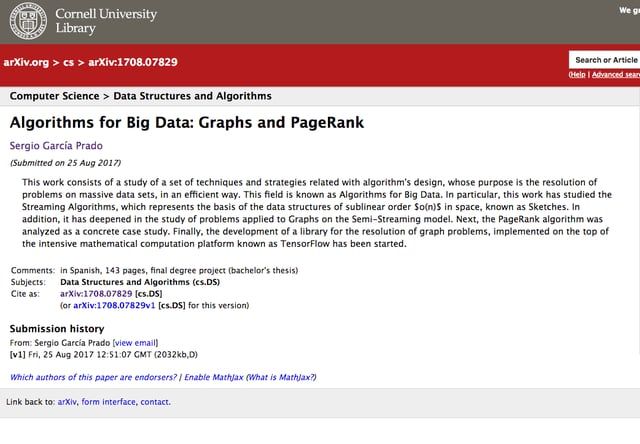 Cornell University
Library
We gr
arXiv.org > cs > arXiv:1708.07829
Search or Article
(Help | Advanced sear
Computer Science > Data Structures and Algorithms
Algorithms for Big Data: Graphs and PageRank
Sergio García Prado
(Submitted on 25 Aug 2017)
This work consists of a study of a set of techniques and strategies related with algorithm's design, whose purpose is the resolution of
problems on massive data sets, in an efficient way. This field is known as Algorithms for Big Data. In particular, this work has studied the
Streaming Algorithms, which represents the basis of the data structures of sublinear order $o(n)$ in space, known as Sketches. In
addition, it has deepened in the study of problems applied to Graphs on the Semi-Streaming model. Next, the PageRank algorithm was
analyzed as a concrete case study. Finally, the development of a library for the resolution of graph problems, implemented on the top of
the intensive mathematical computation platform known as TensorFlow has been started.
Comments: in Spanish, 143 pages, final degree project (bachelor's thesis)
Subjects: Data Structures and Algorithms (cs.DS)
Cite as: arXiv:1708.07829 [cs.DS]
(or arXiv:1708.07829v1 [cs.DS] for this version)
Submission history
From: Sergio García Prado [view email]
[v1] Fri, 25 Aug 2017 12:51:07 GMT (2032kb,D)
Which authors of this paper are endorsers? | Enable MathJax (What is MathJax?)
Link back to: arXiv, form interface, contact.